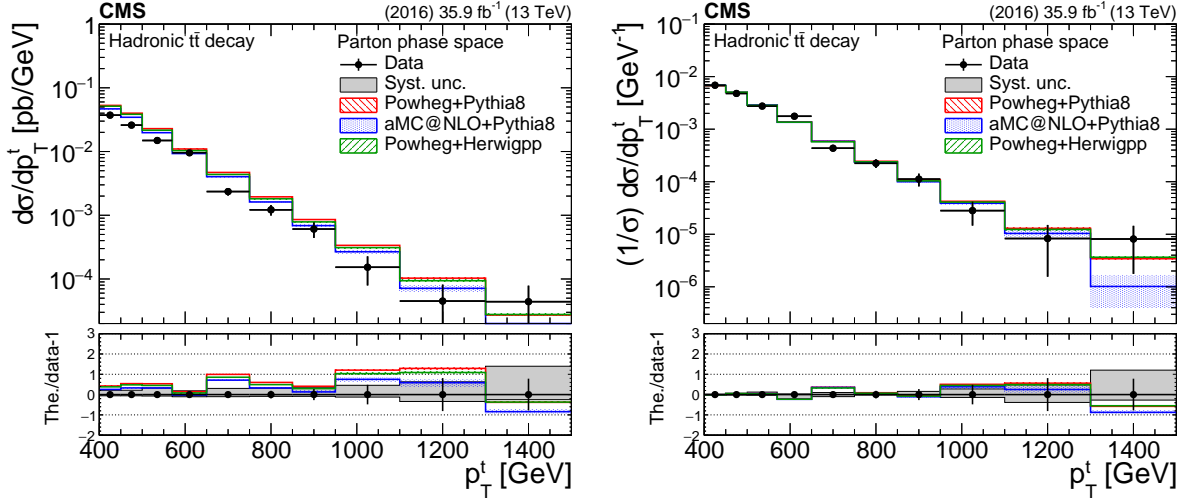 CMS (2016) 35.9 fb⁻¹ (13 TeV)
Hadronic tt̄ decay
Parton phase space
Data
Syst. unc.
Powheg+Pythia8
aMC@NLO+Pythia8
Powheg+Herwigpp
dσ/dp_T^t [pb/GeV]
1
10⁻¹
10⁻²
10⁻³
10⁻⁴
The./data-1
3
2
1
0
−1
−2
400 600 800 1000 1200 1400
p_T^t [GeV]
CMS (2016) 35.9 fb⁻¹ (13 TeV)
Hadronic tt̄ decay
Parton phase space
Data
Syst. unc.
Powheg+Pythia8
aMC@NLO+Pythia8
Powheg+Herwigpp
(1/σ) dσ/dp_T^t [GeV⁻¹]
10⁻¹
10⁻²
10⁻³
10⁻⁴
10⁻⁵
10⁻⁶
The./data-1
3
2
1
0
−1
−2
400 600 800 1000 1200 1400
p_T^t [GeV]